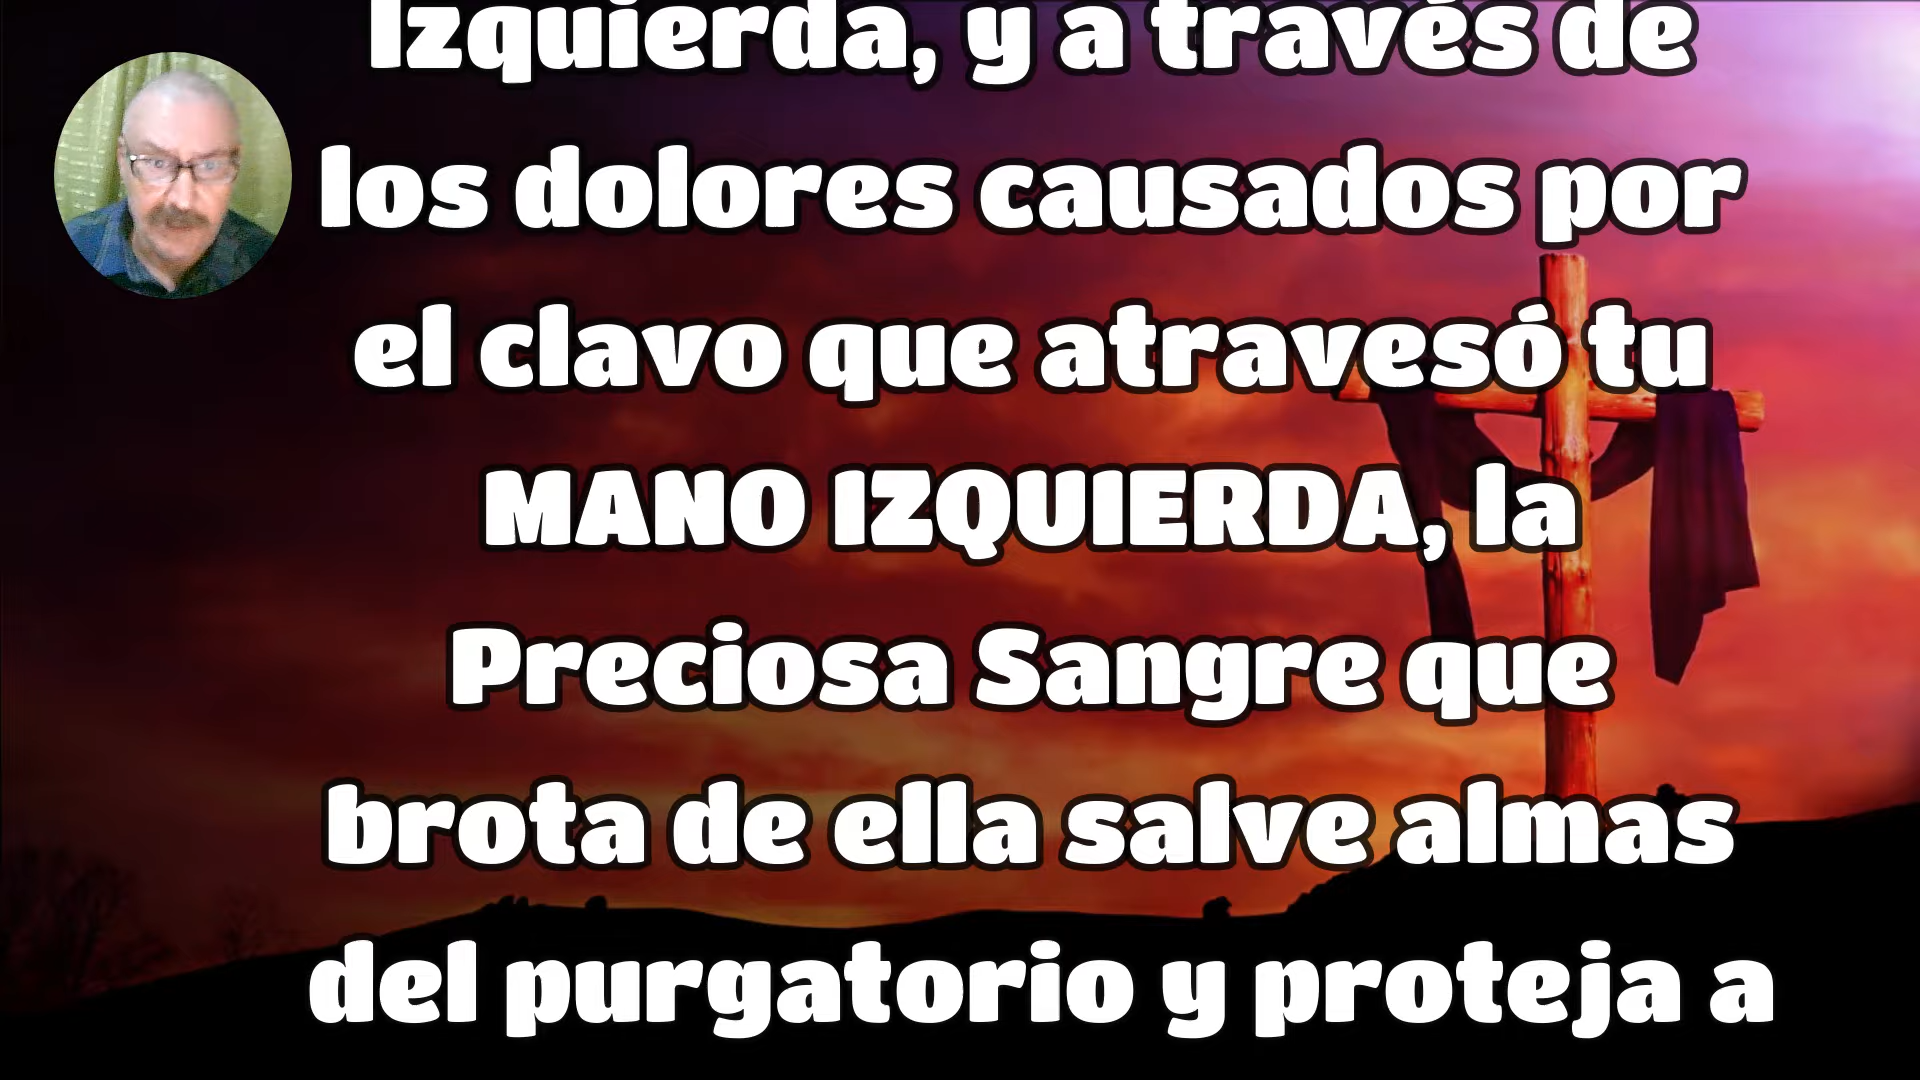 Izquierda, y a través de
los dolores causados por
el clavo que atravesó tu
MANO IZQUIERDA, la
Preciosa Sangre que
brota de ella salve almas
del purgatorio y proteja a